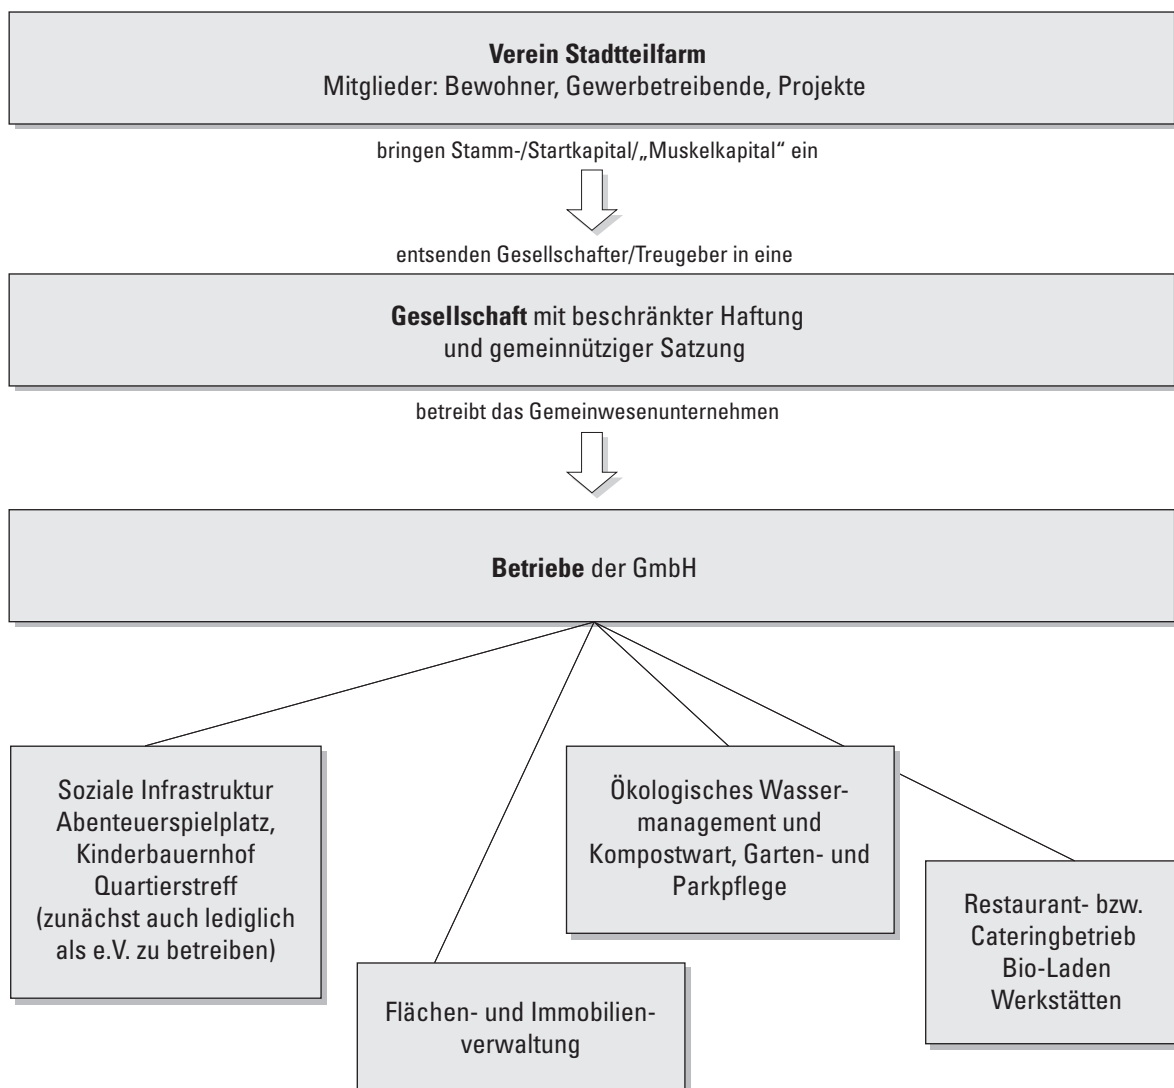 Verein Stadtteilfarm
Mitglieder: Bewohner, Gewerbetreibende, Projekte
bringen Stamm-/Startkapital/„Muskelkapital“ ein
entsenden Gesellschafter/Treugeber in eine
Gesellschaft mit beschränkter Haftung
und gemeinnütziger Satzung
betreibt das Gemeinwesenunternehmen
Betriebe der GmbH
Soziale Infrastruktur
Abenteuerspielplatz,
Kinderbauernhof
Quartierstreff
(zunächst auch lediglich
als e.V. zu betreiben)
Flächen- und Immobilien-
verwaltung
Ökologisches Wasser-
management und
Kompostwart, Garten- und
Parkpflege
Restaurant- bzw.
Cateringbetrieb
Bio-Laden
Werkstätten